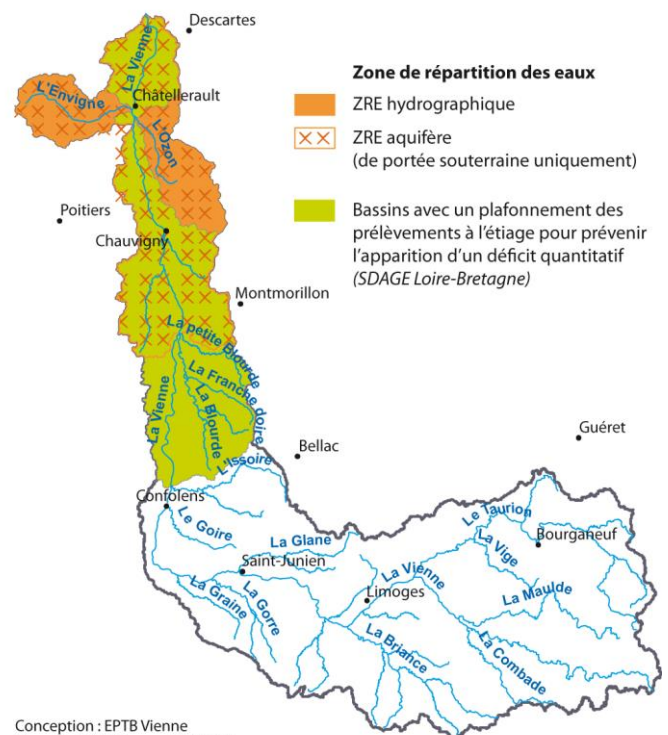 Descartes
La Vienne
L'Envigne
Châtellerault
L'Ozon
Zone de répartition des eaux
ZRE hydrographique
ZRE aquifère
(de portée souterraine uniquement)
Bassins avec un plafonnement des
prélèvements à l'étiage pour prévenir
l'apparition d'un déficit quantitatif
(SDAGE Loire-Bretagne)
Poitiers
Chauvigny
Montmorillon
La petite Blourde
La Franche doire
La Blourde
La Vienne
Bellac
Guéret
L'Issoire
Confolens
Le Goire
La Glane
Le Taurion
Bourganeuf
La Vige
Saint-Junien
La Vienne
La Graine
La Gorre
Limoges
La Maulde
La Briance
La Combade
Conception : EPTB Vienne